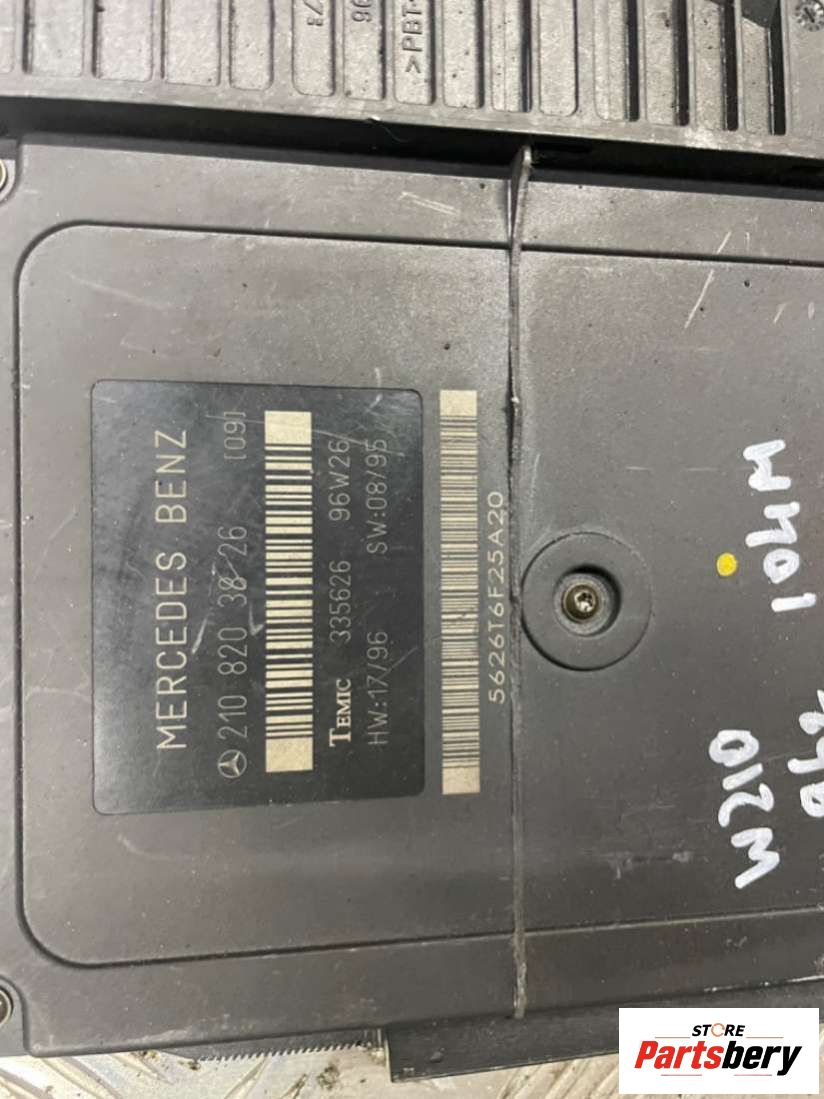 >PBT-
MERCEDES BENZ
210 820 38 26 [09]
TEMIC 335626 96W26
HW:17/96 SW:08/95
5626T6F25A20
W210
STORE
Partsbery